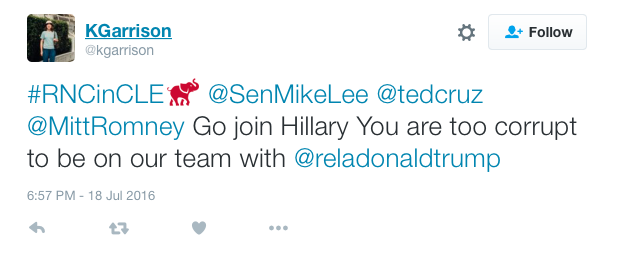 KGarrison
@kgarrison
Follow
#RNCinCLE @SenMikeLee @tedcruz
@MittRomney Go join Hillary You are too corrupt
to be on our team with @reladonaldtrump
6:57 PM - 18 Jul 2016